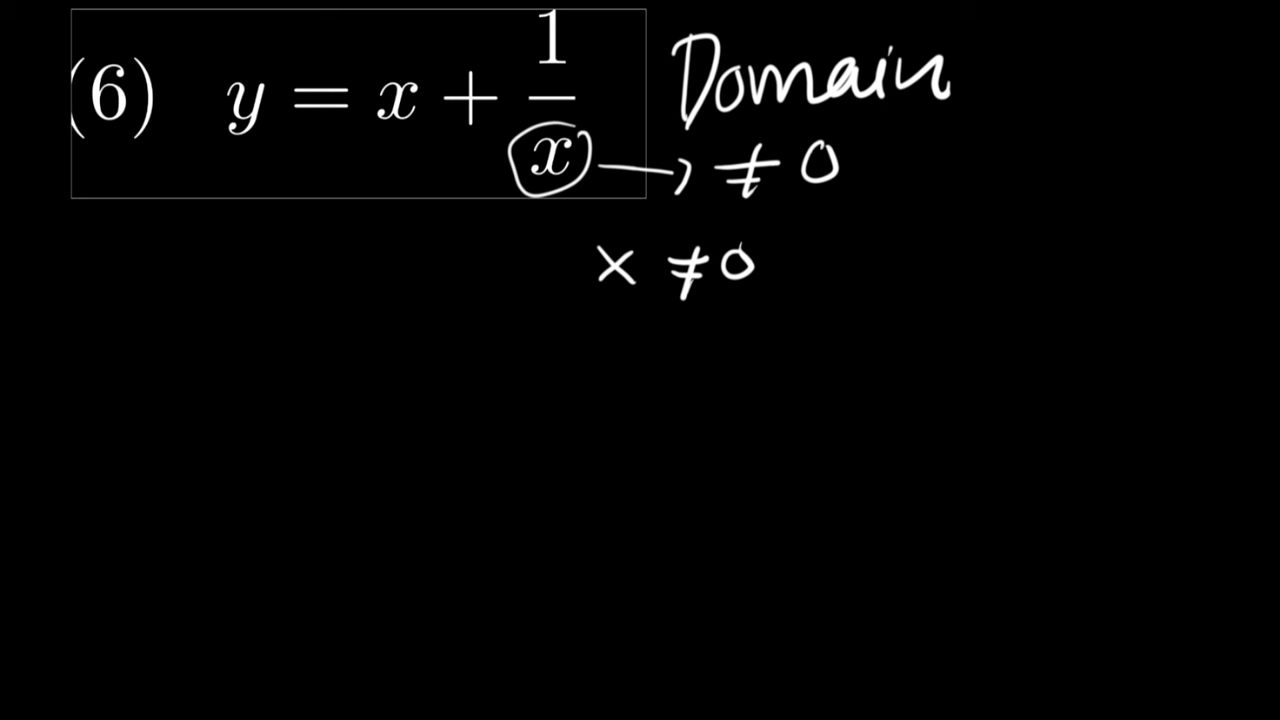 (6) y = x + 1/x Domain
→ ≠ 0
x ≠ 0